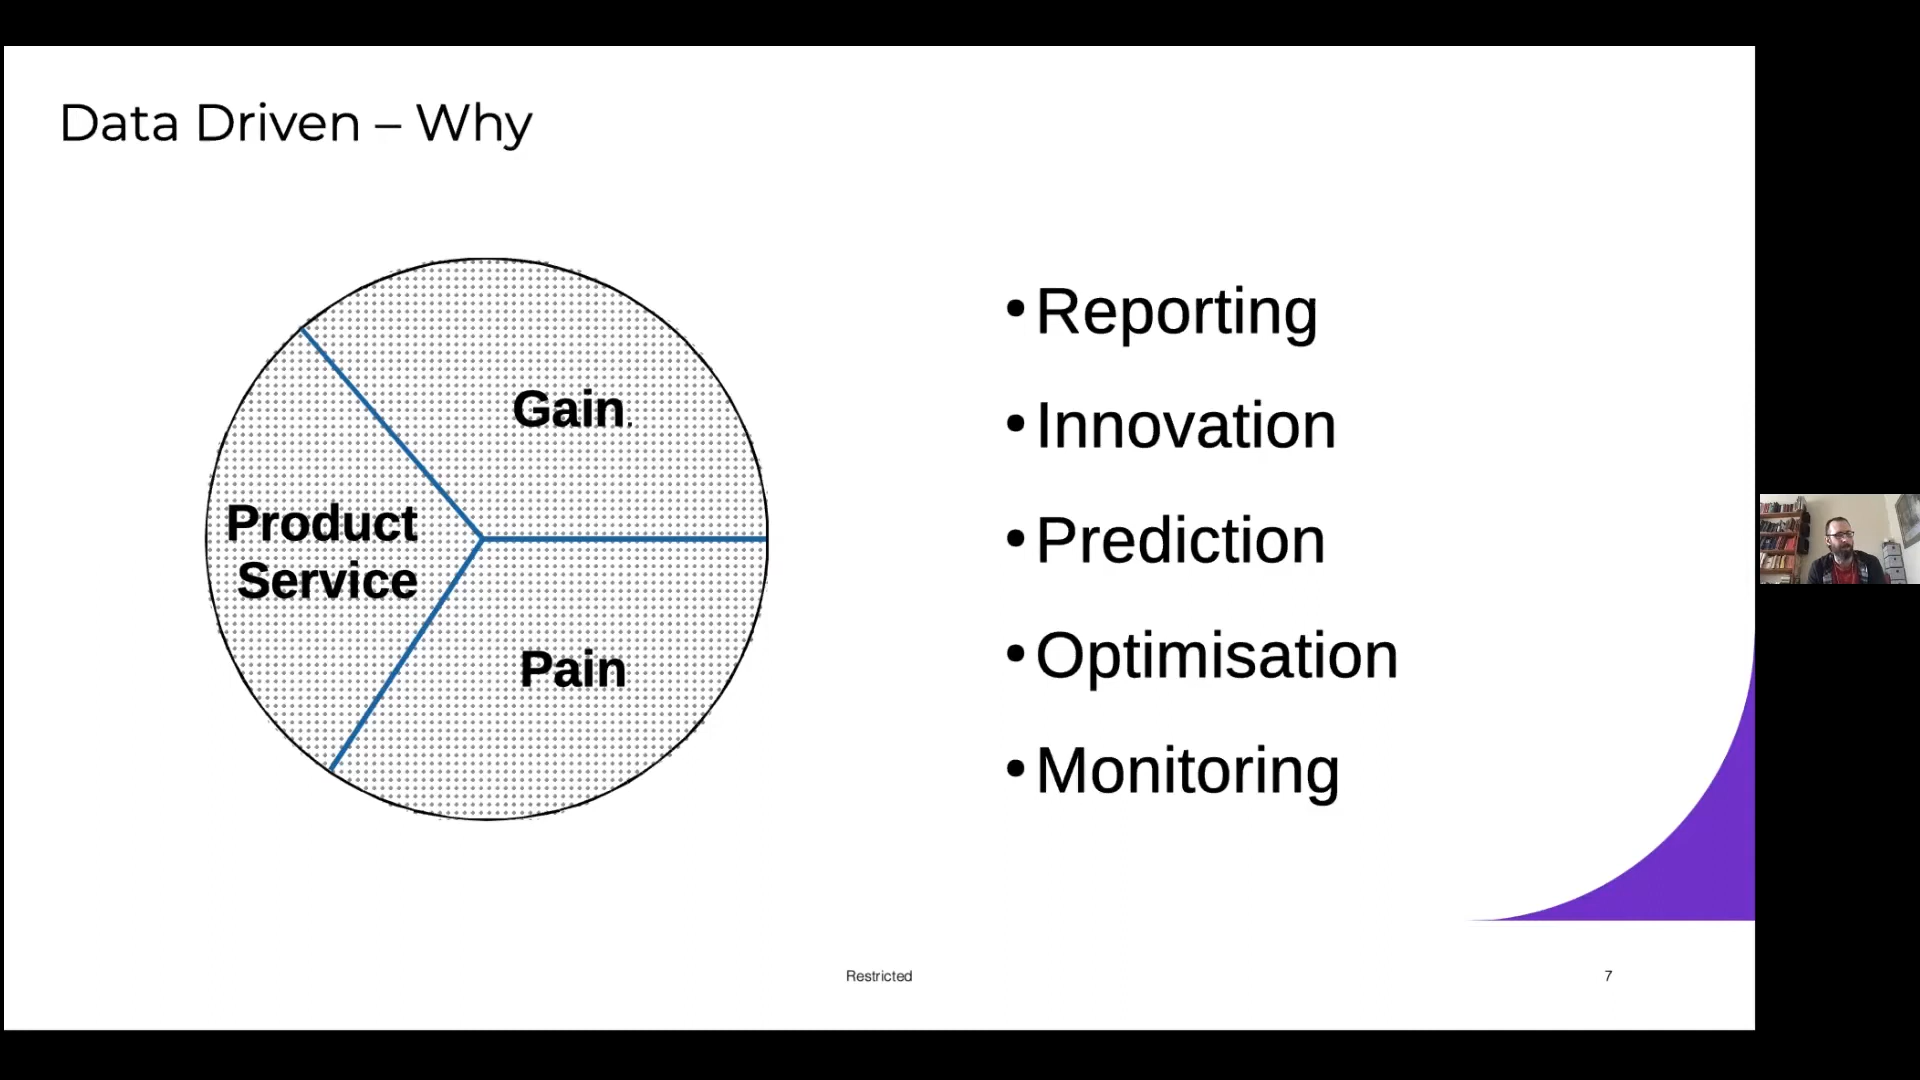 Data Driven – Why
Gain.
Product
Service
Pain
• Reporting
• Innovation
• Prediction
• Optimisation
• Monitoring
Restricted
7